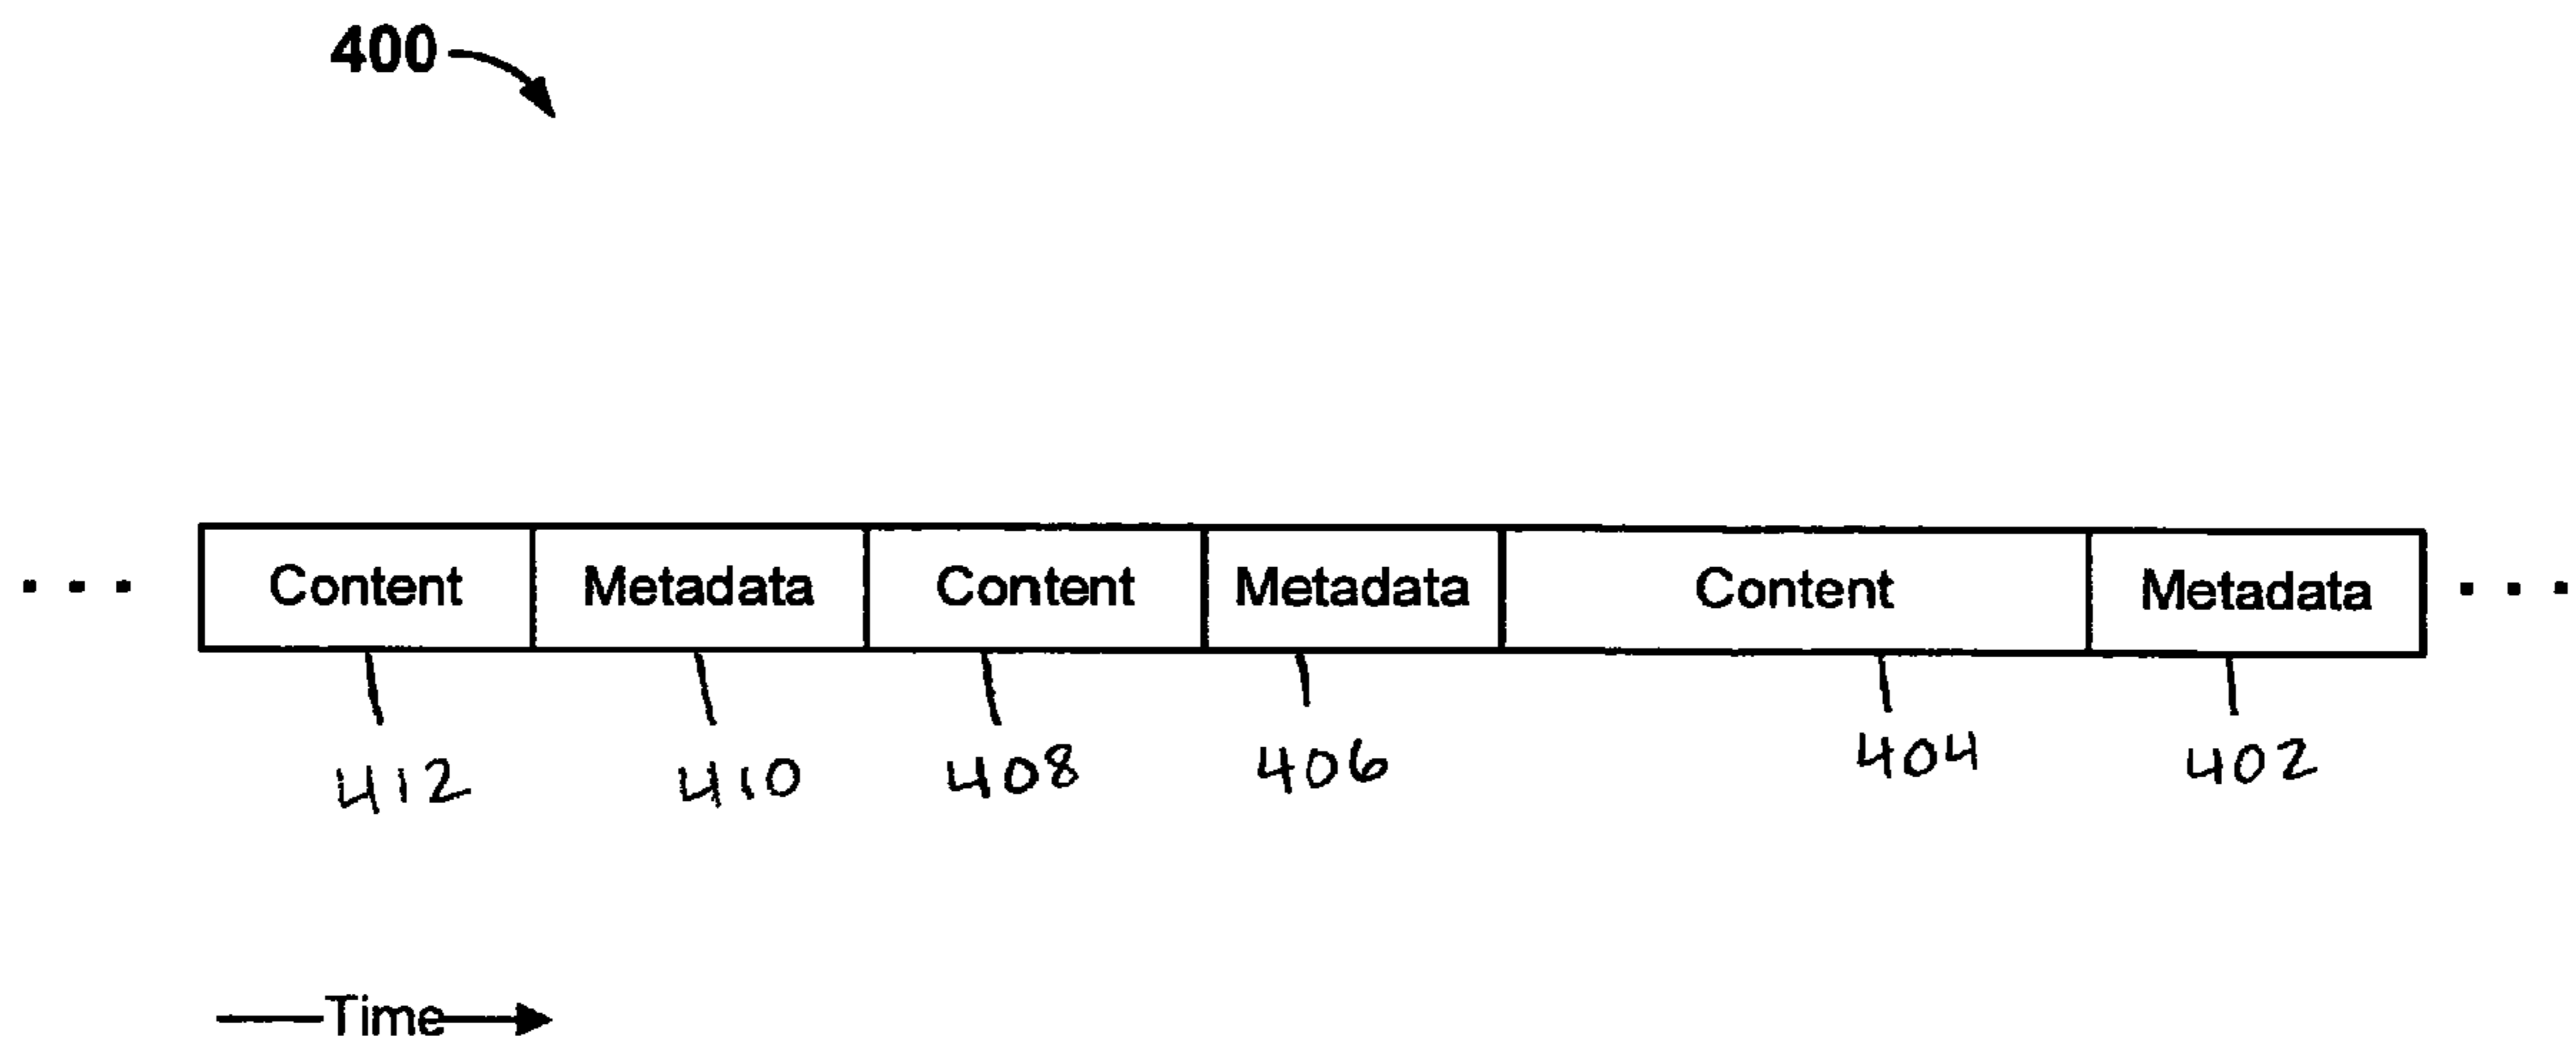 400
... Content Metadata Content Metadata Content Metadata ...
412 410 408 406 404 402
Time